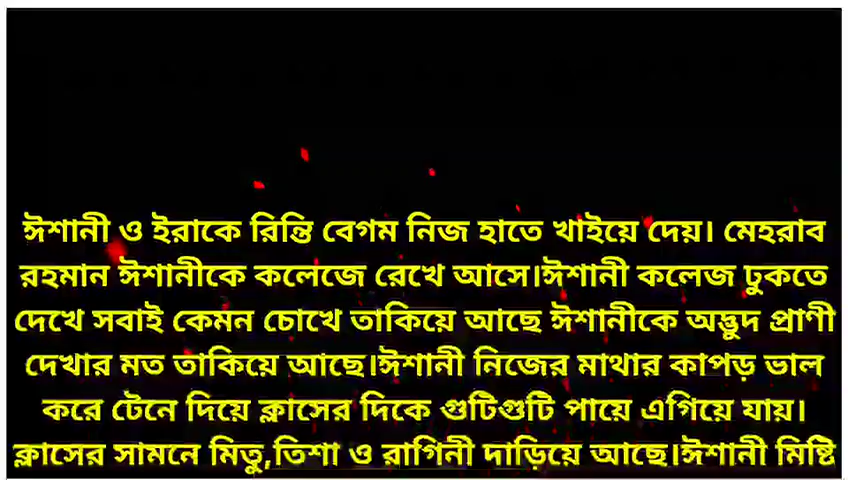 ঈশানী ও ইরাকে রিন্তি বেগম নিজ হাতে খাইয়ে দেয়। মেহরাব
রহমান ঈশানীকে কলেজে রেখে আসে।ঈশানী কলেজ ঢুকতে
দেখে সবাই কেমন চোখে তাকিয়ে আছে ঈশানীকে অদ্ভুদ প্রাণী
দেখার মত তাকিয়ে আছে।ঈশানী নিজের মাথার কাপড় ভাল
করে টেনে দিয়ে ক্লাসের দিকে গুটিগুটি পায়ে এগিয়ে যায়।
ক্লাসের সামনে মিতু,তিশা ও রাগিনী দাড়িয়ে আছে।ঈশানী মিষ্টি